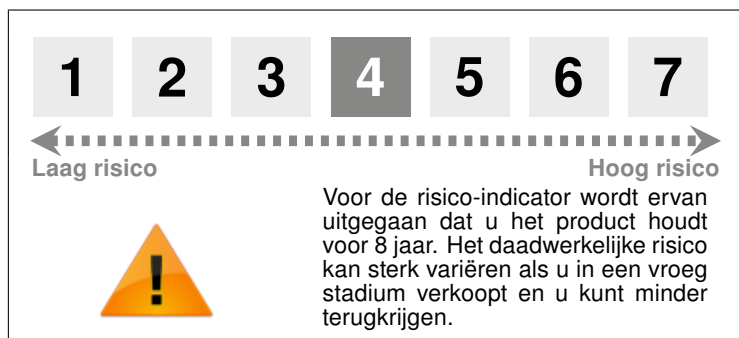 1 2 3 4 5 6 7
Laag risico Hoog risico
Voor de risico-indicator wordt ervan
uitgegaan dat u het product houdt
voor 8 jaar. Het daadwerkelijke risico
kan sterk variëren als u in een vroeg
stadium verkoopt en u kunt minder
terugkrijgen.
!